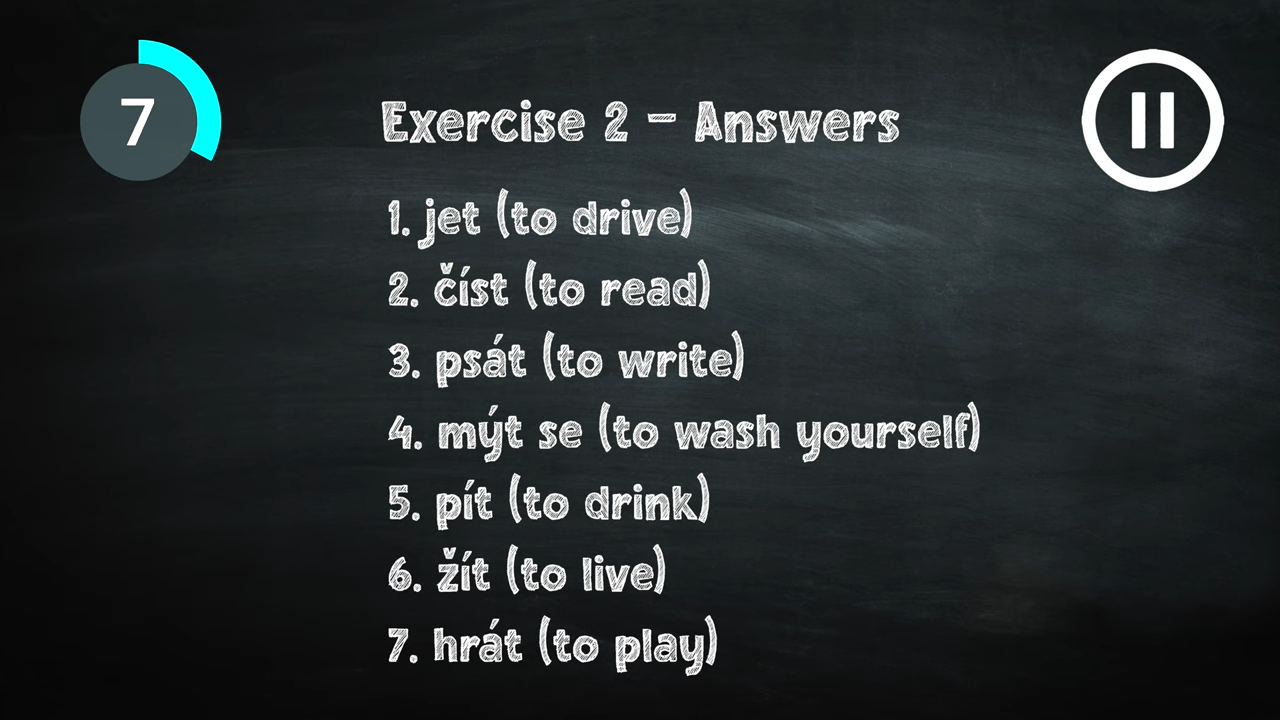 7
Exercise 2 – Answers
1. jet (to drive)
2. číst (to read)
3. psát (to write)
4. mýt se (to wash yourself)
5. pít (to drink)
6. žít (to live)
7. hrát (to play)